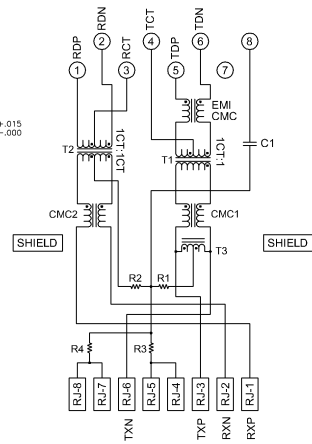 RDP
RDN
RCT
TCT
TDP
TDN
1
2
3
4
5
6
7
8
+.015
-.000
EMI
CMC
1CT:1CT
1CT:1
T2
T1
C1
CMC2
CMC1
SHIELD
SHIELD
T3
R2
R1
R4
R3
RJ-8
RJ-7
RJ-6
RJ-5
RJ-4
RJ-3
RJ-2
RJ-1
TXN
TXP
RXN
RXP